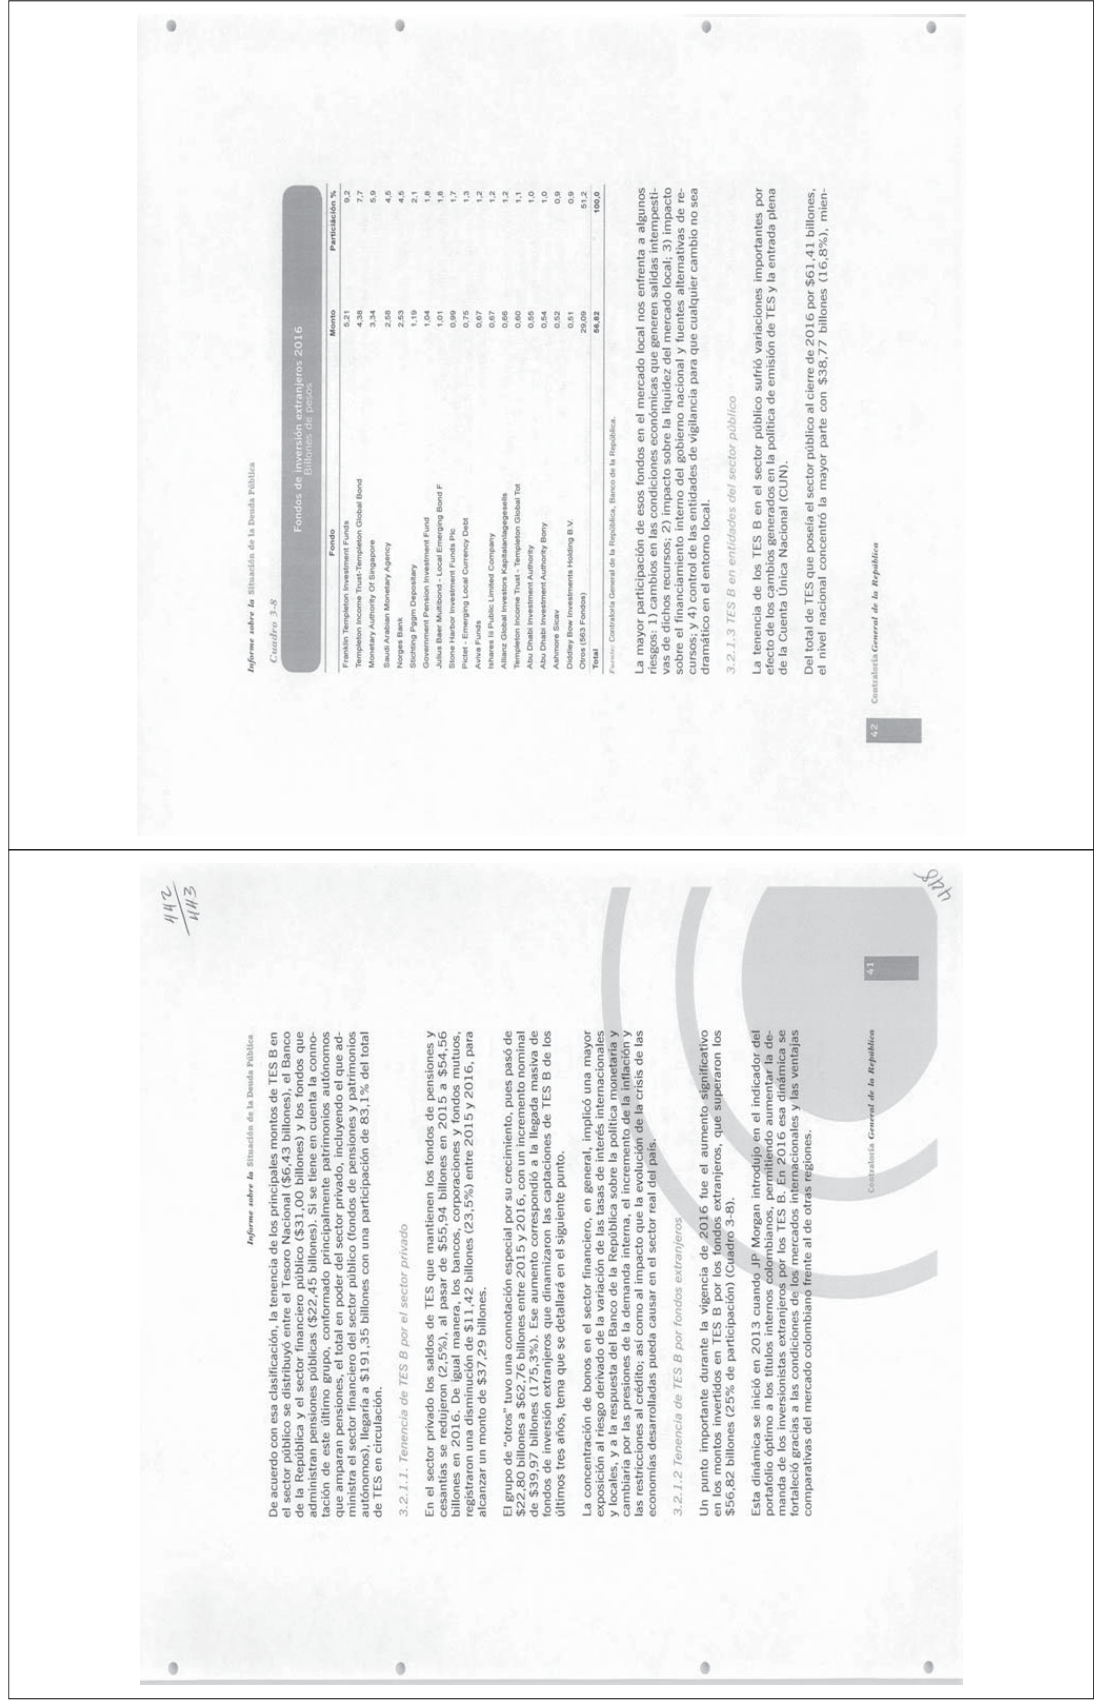 442
443
Informe sobre la Situación de la Deuda Pública
De acuerdo con esa clasificación, la tenencia de los principales montos de TES B en
el sector público se distribuyó entre el Tesoro Nacional ($6,43 billones), el Banco
de la República y el sector financiero público ($31,00 billones) y los fondos que
administran pensiones públicas ($22,45 billones). Si se tiene en cuenta la conno-
tación de este último grupo, conformado principalmente patrimonios autónomos
que amparan pensiones, el total en poder del sector privado, incluyendo el que ad-
ministra el sector financiero del sector público (fondos de pensiones y patrimonios
autónomos), llegaría a $191,35 billones con una participación de 83,1% del total
de TES en circulación.
3.2.1.1. Tenencia de TES B por el sector privado
En el sector privado los saldos de TES que mantienen los fondos de pensiones y
cesantías se redujeron (2,5%), al pasar de $55,94 billones en 2015 a $54,56
billones en 2016. De igual manera, los bancos, corporaciones y fondos mutuos,
registraron una disminución de $11,42 billones (23,5%) entre 2015 y 2016, para
alcanzar un monto de $37,29 billones.
El grupo de "otros" tuvo una connotación especial por su crecimiento, pues pasó de
$22,80 billones a $62,76 billones entre 2015 y 2016, con un incremento nominal
de $39,97 billones (175,3%). Ese aumento correspondió a la llegada masiva de
fondos de inversión extranjeros que dinamizaron las captaciones de TES B de los
últimos tres años, tema que se detallará en el siguiente punto.
La concentración de bonos en el sector financiero, en general, implicó una mayor
exposición al riesgo derivado de la variación de las tasas de interés internacionales
y locales, y a la respuesta del Banco de la República sobre la política monetaria y
cambiaria por las presiones de la demanda interna, el incremento de la inflación y
las restricciones al crédito; así como al impacto que la evolución de la crisis de las
economías desarrolladas pueda causar en el sector real del país.
3.2.1.2 Tenencia de TES B por fondos extranjeros
Un punto importante durante la vigencia de 2016 fue el aumento significativo
en los montos invertidos en TES B por los fondos extranjeros, que superaron los
$56,82 billones (25% de participación) (Cuadro 3-8).
Esta dinámica se inició en 2013 cuando JP Morgan introdujo en el indicador del
portafolio óptimo a los títulos internos colombianos, permitiendo aumentar la de-
manda de los inversionistas extranjeros por los TES B. En 2016 esa dinámica se
fortaleció gracias a las condiciones de los mercados internacionales y las ventajas
comparativas del mercado colombiano frente al de otras regiones.
Contraloría General de la República
41
Informe sobre la Situación de la Deuda Pública
Cuadro 3-8
Fondos de inversión extranjeros 2016
Billones de pesos
Fondo Monto Particiación %
Franklin Templeton Investment Funds 5,21 9,2
Templeton Income Trust-Templeton Global Bond 4,38 7,7
Monetary Authority Of Singapore 3,34 5,9
Saudi Arabian Monetary Agency 2,58 4,5
Norges Bank 2,53 4,5
Stichting Pggm Depositary 1,19 2,1
Government Pension Investment Fund 1,04 1,8
Julius Baer Multibond - Local Emerging Bond F 1,01 1,8
Stone Harbor Investment Funds Plc 0,99 1,7
Pictet - Emerging Local Currency Debt 0,75 1,3
Aviva Funds 0,67 1,2
Ishares Iii Public Limited Company 0,67 1,2
Allianz Global Investors Kapitalanlagegesells 0,66 1,2
Templeton Income Trust - Templeton Global Tot 0,60 1,1
Abu Dhabi Investment Authority 0,55 1,0
Abu Dhabi Investment Authority Bony 0,54 1,0
Ashmore Sicav 0,52 0,9
Diddley Bow Investments Holding B.V. 0,51 0,9
Otros (563 Fondos) 29,09 51,2
Total 56,82 100,0
Fuente: Contraloría General de la República, Banco de la República.
La mayor participación de esos fondos en el mercado local nos enfrenta a algunos
riesgos: 1) cambios en las condiciones económicas que generen salidas intempesti-
vas de dichos recursos; 2) impacto sobre la liquidez del mercado local; 3) impacto
sobre el financiamiento interno del gobierno nacional y fuentes alternativas de re-
cursos; y 4) control de las entidades de vigilancia para que cualquier cambio no sea
dramático en el entorno local.
3.2.1.3 TES B en entidades del sector público
La tenencia de los TES B en el sector público sufrió variaciones importantes por
efecto de los cambios generados en la política de emisión de TES y la entrada plena
de la Cuenta Única Nacional (CUN).
Del total de TES que poseía el sector público al cierre de 2016 por $61,41 billones,
el nivel nacional concentró la mayor parte con $38,77 billones (16,8%), mien-
42
Contraloría General de la República